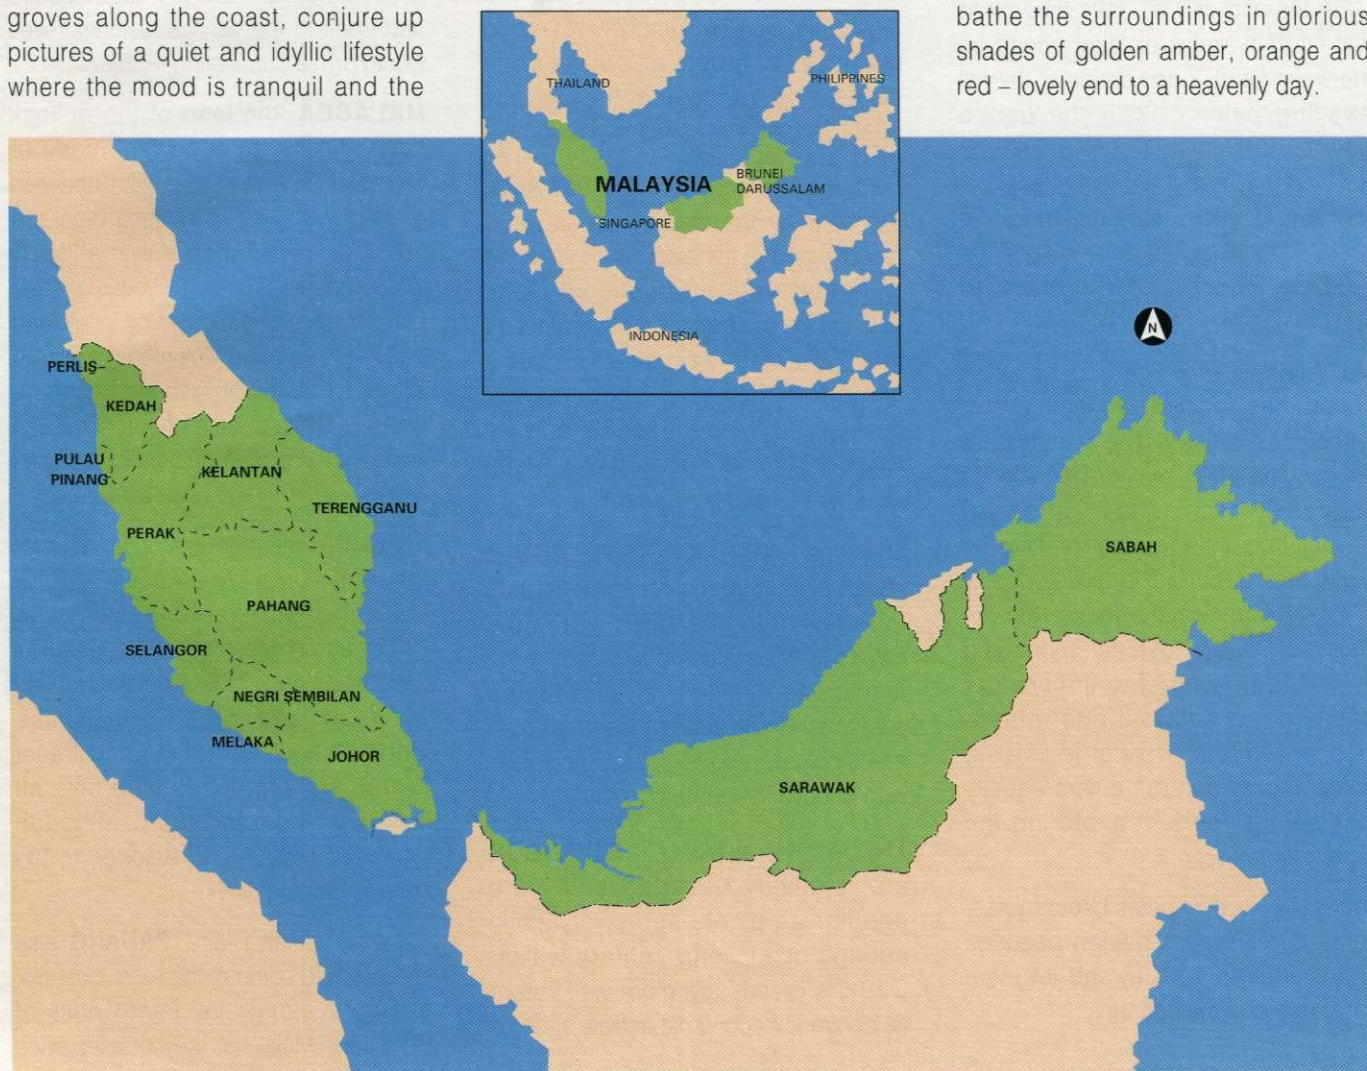 groves along the coast, conjure up
pictures of a quiet and idyllic lifestyle
where the mood is tranquil and the
bathe the surroundings in glorious
shades of golden amber, orange and
red – lovely end to a heavenly day.
THAILAND
PHILIPPINES
MALAYSIA
BRUNEI
DARUSSALAM
SINGAPORE
INDONESIA
N
PERLIS
KEDAH
PULAU
PINANG
KELANTAN
TERENGGANU
PERAK
PAHANG
SELANGOR
NEGRI SEMBILAN
MELAKA
JOHOR
SABAH
SARAWAK
MALACCA
PAHANG